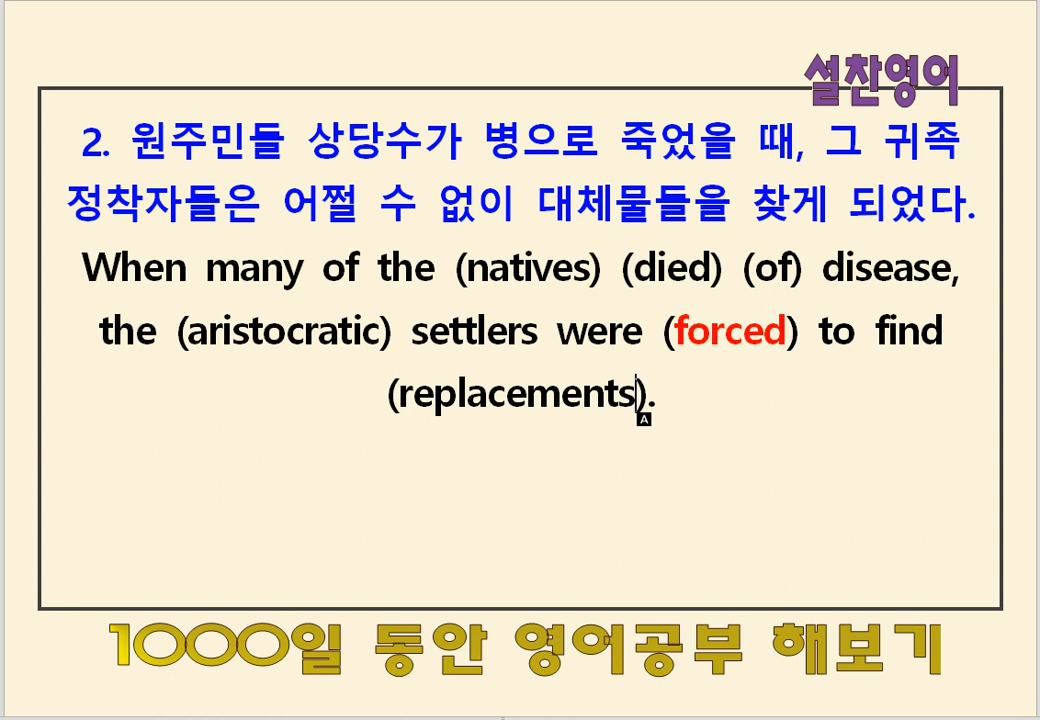 설찬영어
2. 원주민들 상당수가 병으로 죽었을 때, 그 귀족
정착자들은 어쩔 수 없이 대체물들을 찾게 되었다.
When many of the (natives) (died) (of) disease,
the (aristocratic) settlers were (forced) to find
(replacements).
A
1000일 동안 영어공부 해보기